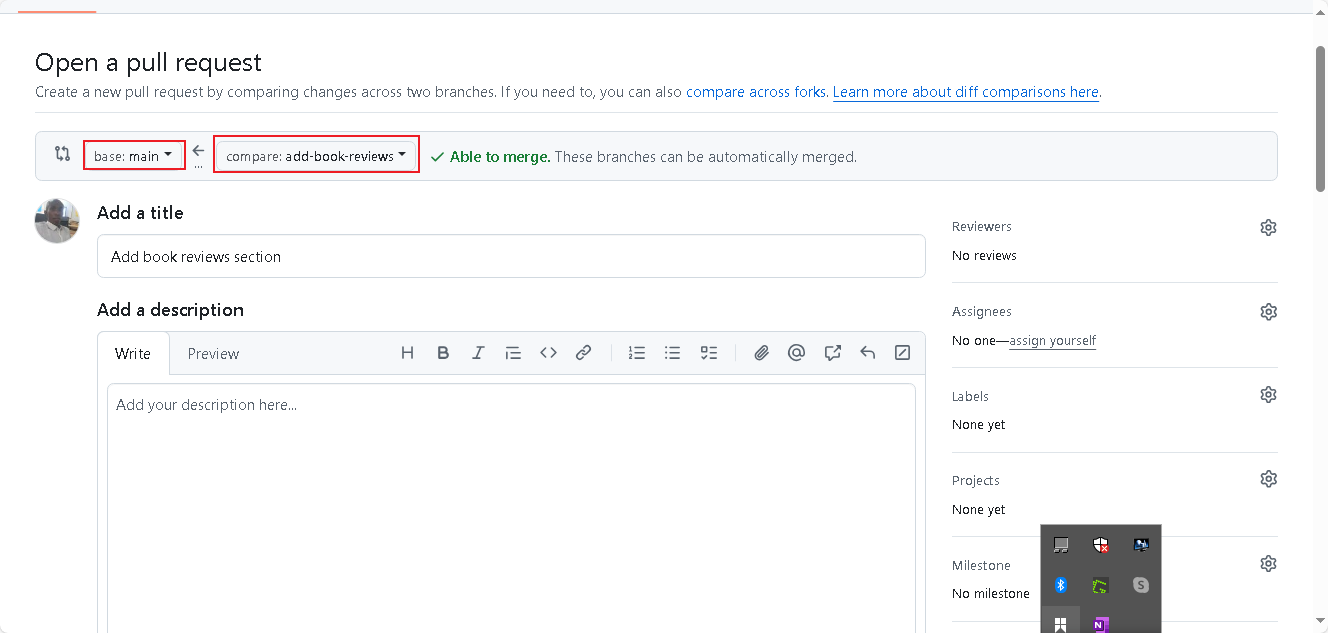 Open a pull request
Create a new pull request by comparing changes across two branches. If you need to, you can also compare across forks. Learn more about diff comparisons here.
base: main
...
compare: add-book-reviews
Able to merge. These branches can be automatically merged.
Add a title
Add book reviews section
Add a description
Write
Preview
H B I
Add your description here...
Reviewers
No reviews
Assignees
No one—assign yourself
Labels
None yet
Projects
None yet
Milestone
No milestone
S
N